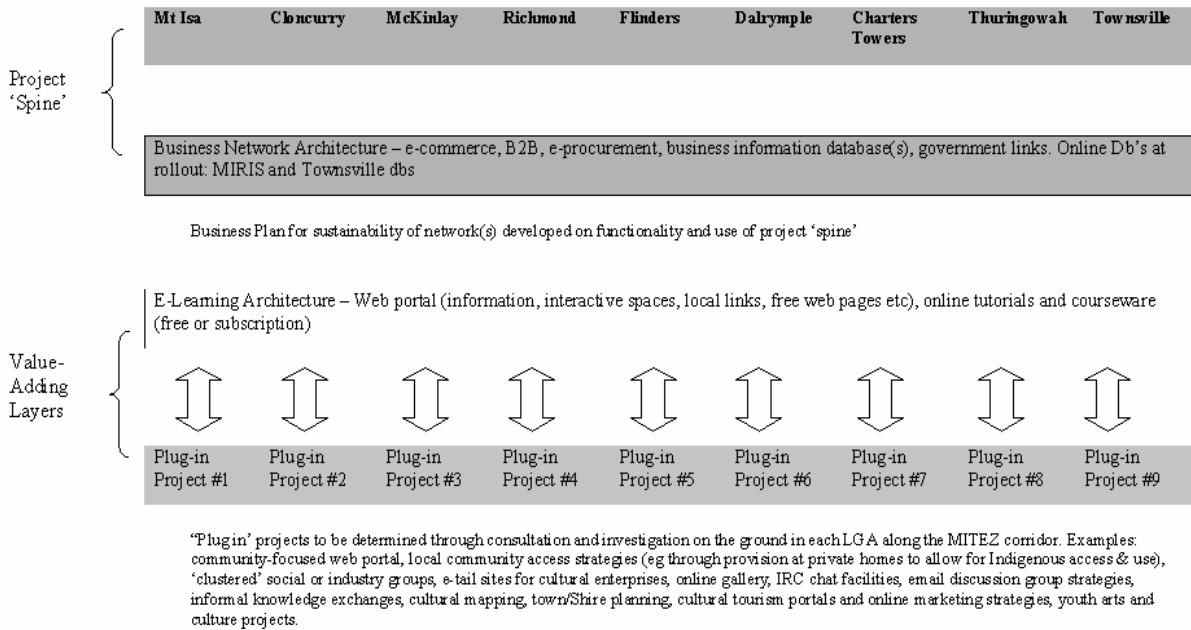 Mt Isa Cloncurry McKinlay Richmond Flinders Dalrymple Charters Towers Thuringowah Townsville
Project
'Spine'
Business Network Architecture – e-commerce, B2B, e-procurement, business information database(s), government links. Online Db's at
rollout: MIRIS and Townsville dbs
Business Plan for sustainability of network(s) developed on functionality and use of project 'spine'
E-Learning Architecture – Web portal (information, interactive spaces, local links, free web pages etc), online tutorials and courseware
(free or subscription)
Value-
Adding
Layers
Plug-in Plug-in Plug-in Plug-in Plug-in Plug-in Plug-in Plug-in Plug-in
Project #1 Project #2 Project #3 Project #4 Project #5 Project #6 Project #7 Project #8 Project #9
"Plug in' projects to be determined through consultation and investigation on the ground in each LGA along the MITEZ corridor. Examples:
community-focused web portal, local community access strategies (eg through provision at private homes to allow for Indigenous access & use),
'clustered' social or industry groups, e-tail sites for cultural enterprises, online gallery, IRC chat facilities, email discussion group strategies,
informal knowledge exchanges, cultural mapping, town/Shire planning, cultural tourism portals and online marketing strategies, youth arts and
culture projects.